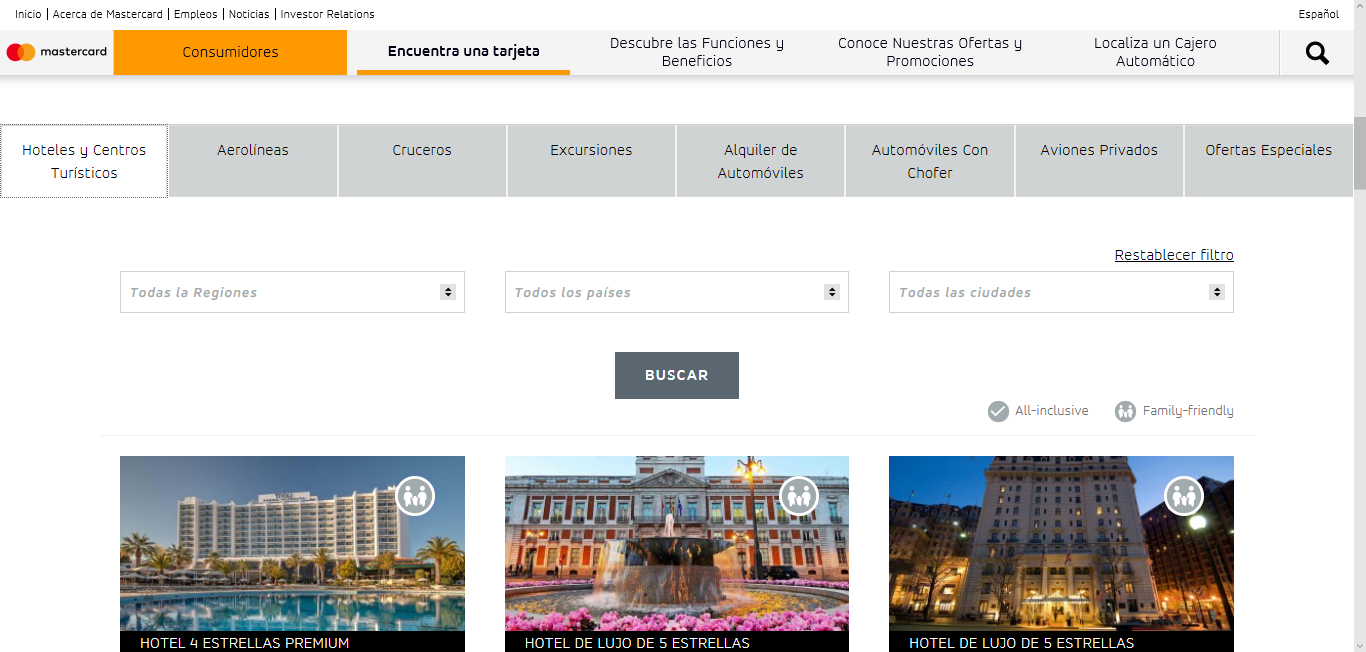 Inicio | Acerca de Mastercard | Empleos | Noticias | Investor Relations
Español
mastercard
Consumidores
Encuentra una tarjeta
Descubre las Funciones y
Beneficios
Conoce Nuestras Ofertas y
Promociones
Localiza un Cajero
Automático
Hoteles y Centros
Turísticos
Aerolíneas
Cruceros
Excursiones
Alquiler de
Automóviles
Automóviles Con
Chofer
Aviones Privados
Ofertas Especiales
Restablecer filtro
Todas la Regiones
Todos los países
Todas las ciudades
BUSCAR
All-inclusive
Family-friendly
HOTEL 4 ESTRELLAS PREMIUM
HOTEL DE LUJO DE 5 ESTRELLAS
HOTEL DE LUJO DE 5 ESTRELLAS